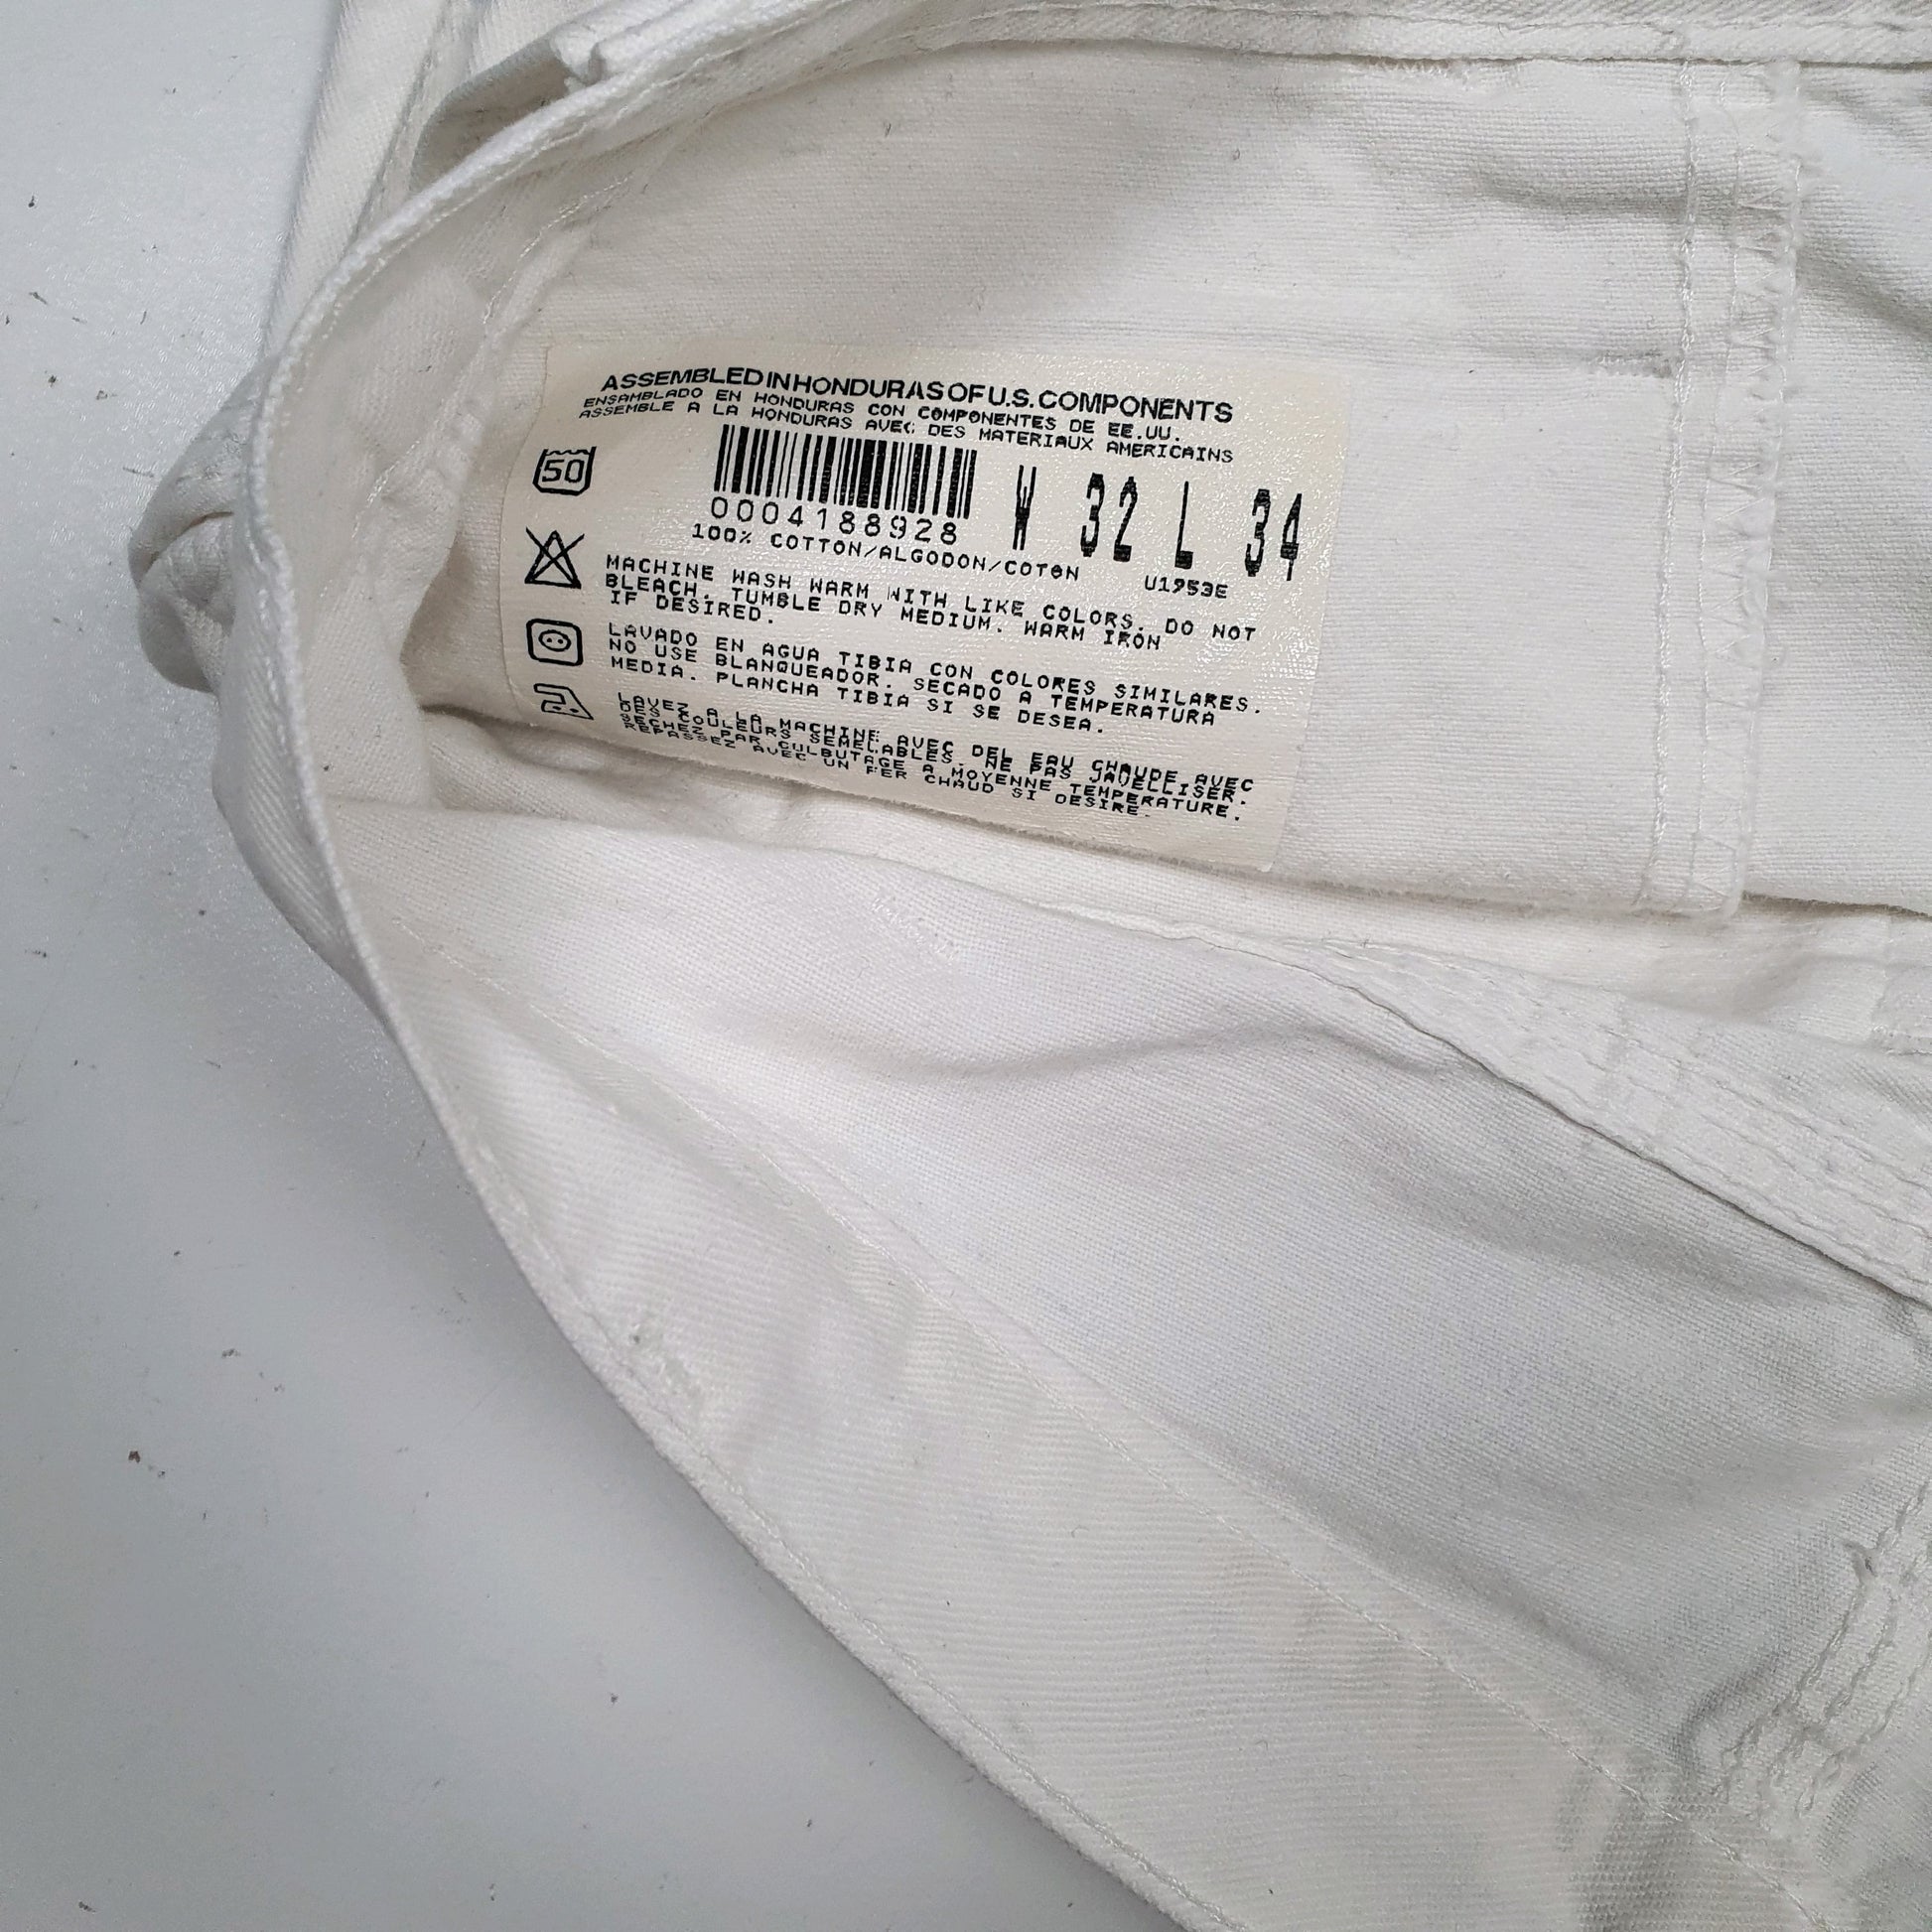 ASSEMBLED IN HONDURAS OF U.S. COMPONENTS
ENSAMBLADO EN HONDURAS CON COMPONENTES DE EE.UU.
ASSEMBLE A LA HONDURAS AVEC DES MATERIAUX AMERICAINS
50
0004188928
W 32 L 34
100% COTTON/ALGODON/COTON
U1953E
MACHINE WASH WARM WITH LIKE COLORS. DO NOT
BLEACH. TUMBLE DRY MEDIUM. WARM IRON
IF DESIRED.
LAVADO EN AGUA TIBIA CON COLORES SIMILARES.
NO USE BLANQUEADOR. SECADO A TEMPERATURA
MEDIA. PLANCHA TIBIA SI SE DESEA.
LAVEZ A LA MACHINE AVEC DEL EAU CHAUDE AVEC
DES COULEURS SEMELABLES. NE PAS JAVELLISER.
SECHEZ PAR CULBUTAGE A MOYENNE TEMPERATURE.
REPASSEZ AVEC UN FER CHAUD SI DESIRE.